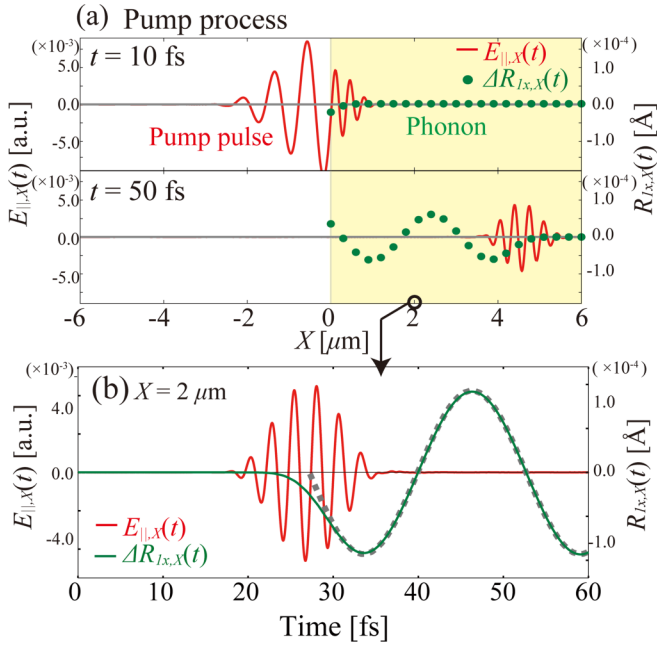 (a) Pump process
(×10⁻³) t = 10 fs E||,X(t) (×10⁻⁴)
5.0 ΔR1x,X(t) 1.0
0.0 0.0
-5.0 Pump pulse Phonon -1.0
E||,X(t) [a.u.] R1x,X(t) [Å]
(×10⁻³) t = 50 fs (×10⁻⁴)
5.0 1.0
0.0 0.0
-5.0 -1.0
-6 -4 -2 0 2 4 6
X [μm]
(×10⁻³) (b) X = 2 μm (×10⁻⁴)
4.0 1.0
0.0 0.0
-4.0 -1.0
E||,X(t) [a.u.] R1x,X(t) [Å]
E||,X(t)
ΔR1x,X(t)
0 10 20 30 40 50 60
Time [fs]